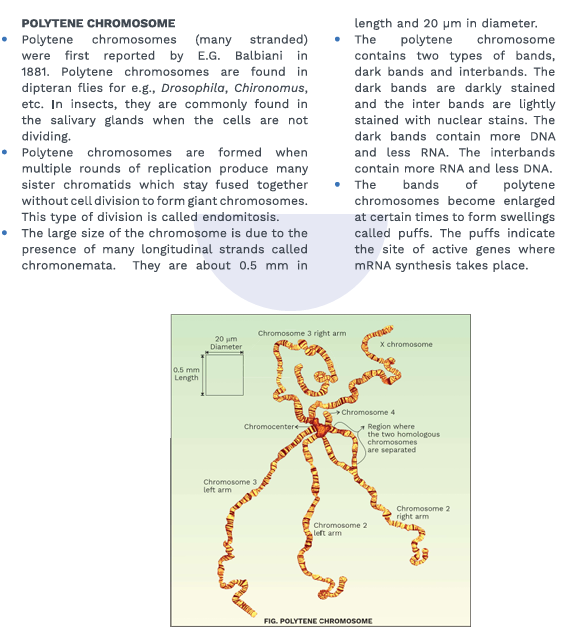 POLYTENE CHROMOSOME
• Polytene chromosomes (many stranded)
were first reported by E.G. Balbiani in
1881. Polytene chromosomes are found in
dipteran flies for e.g., Drosophila, Chironomus,
etc. In insects, they are commonly found in
the salivary glands when the cells are not
dividing.
• Polytene chromosomes are formed when
multiple rounds of replication produce many
sister chromatids which stay fused together
without cell division to form giant chromosomes.
This type of division is called endomitosis.
• The large size of the chromosome is due to the
presence of many longitudinal strands called
chromonemata. They are about 0.5 mm in
length and 20 μm in diameter.
• The polytene chromosome
contains two types of bands,
dark bands and interbands. The
dark bands are darkly stained
and the inter bands are lightly
stained with nuclear stains. The
dark bands contain more DNA
and less RNA. The interbands
contain more RNA and less DNA.
• The bands of polytene
chromosomes become enlarged
at certain times to form swellings
called puffs. The puffs indicate
the site of active genes where
mRNA synthesis takes place.
20 μm
Diameter
0.5 mm
Length
Chromosome 3 right arm
X chromosome
Chromosome 4
Chromocenter
Region where
the two homologous
chromosomes
are separated
Chromosome 3
left arm
Chromosome 2
right arm
Chromosome 2
left arm
FIG. POLYTENE CHROMOSOME